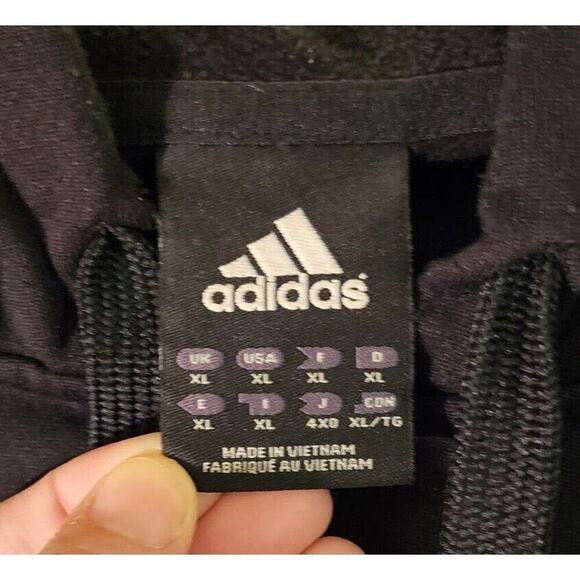 adidas
UK USA F D
XL XL XL XL
E I J CDN
XL XL 4XO XL/TG
MADE IN VIETNAM
FABRIQUÉ AU VIETNAM